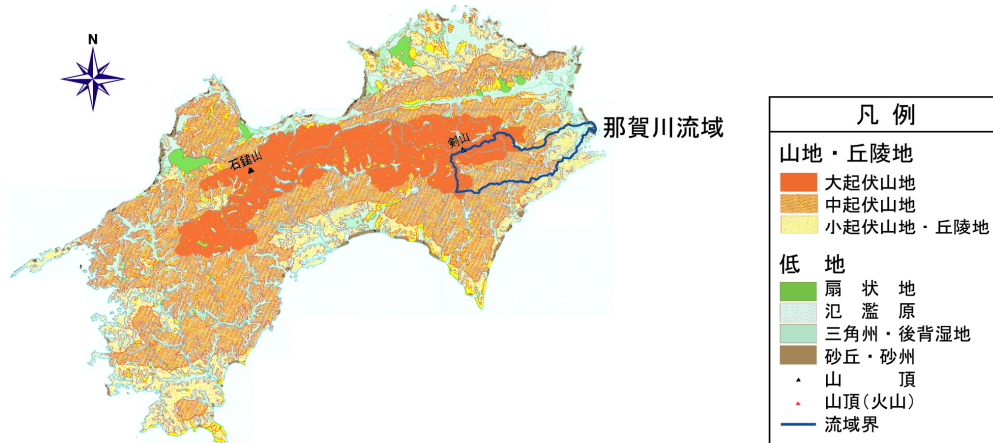 N
那賀川流域
剣山
石鎚山
凡 例
山地・丘陵地
大起伏山地
中起伏山地
小起伏山地・丘陵地
低 地
扇 状 地
氾 濫 原
三角州・後背湿地
砂丘・砂州
山 頂
山頂(火山)
流域界